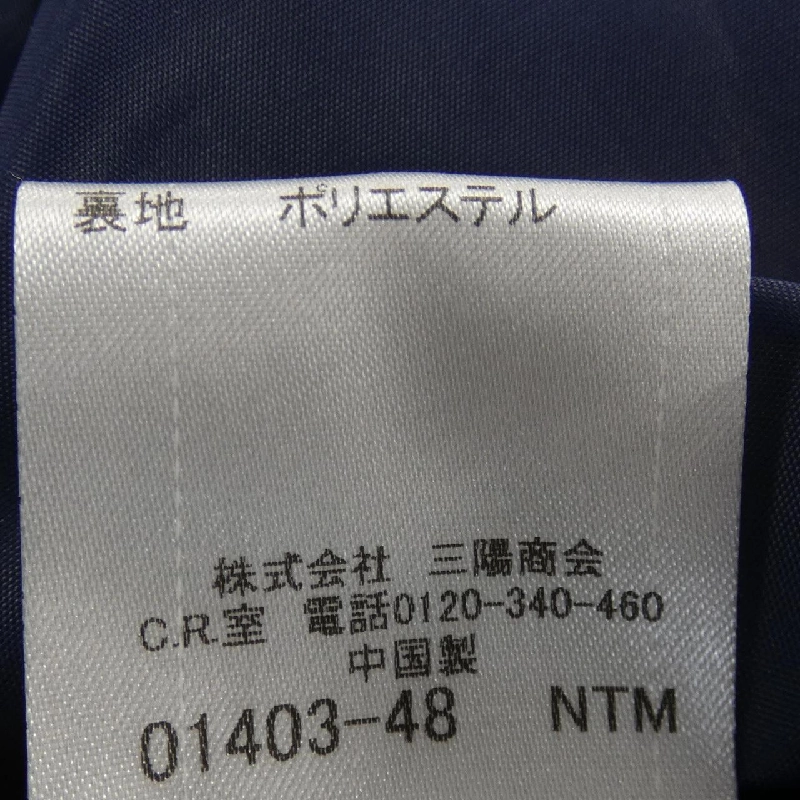 裏地 ポリエステル
株式会社 三陽商会
C.R.室 電話0120-340-460
中国製
01403-48 NTM